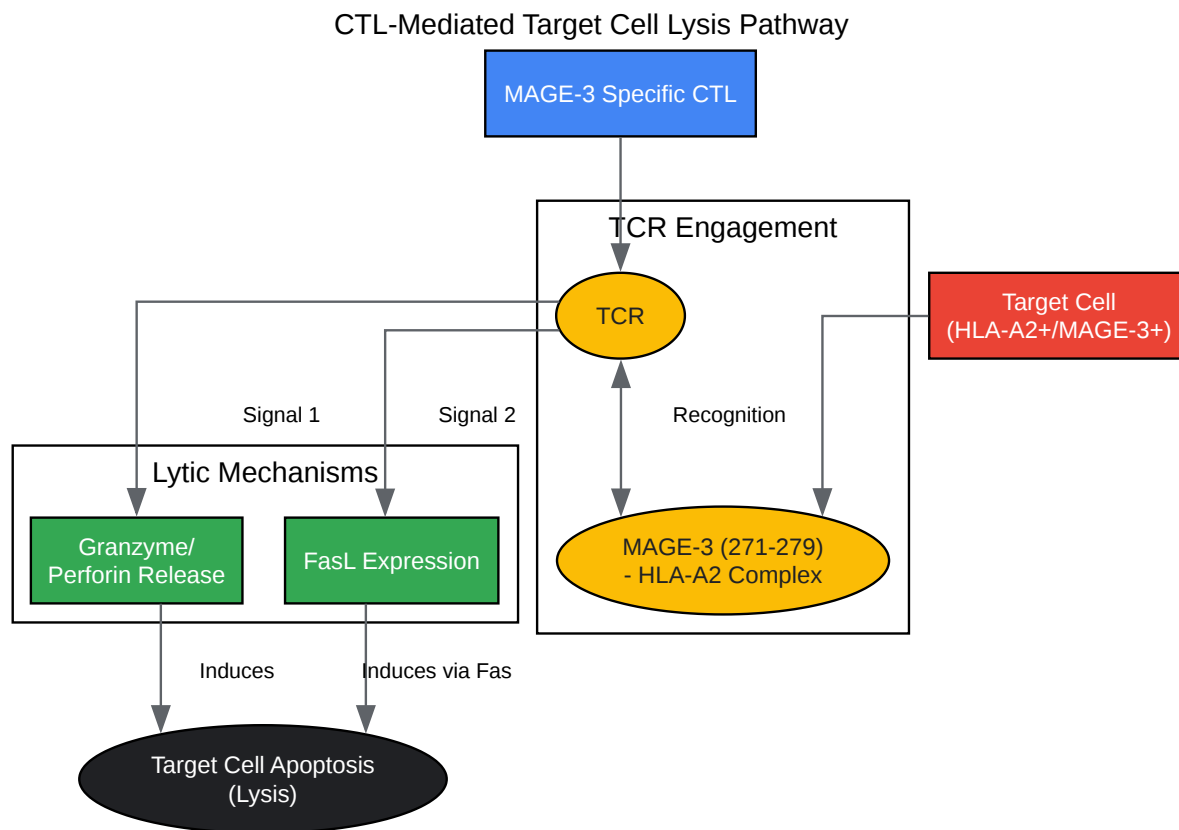 CTL-Mediated Target Cell Lysis Pathway
MAGE-3 Specific CTL
TCR Engagement
TCR
Target Cell
(HLA-A2+/MAGE-3+)
Signal 1
Signal 2
Recognition
Lytic Mechanisms
Granzyme/
Perforin Release
FasL Expression
MAGE-3 (271-279)
- HLA-A2 Complex
Induces
Induces via Fas
Target Cell Apoptosis
(Lysis)